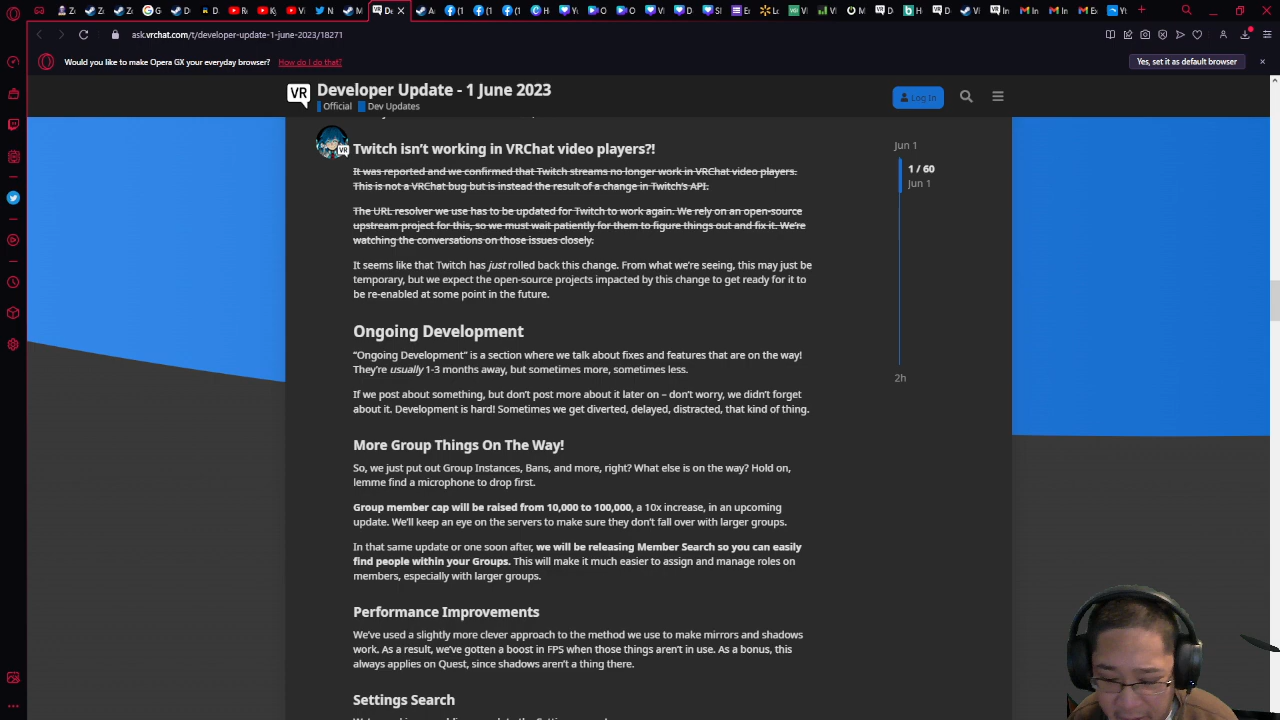 ask.vrchat.com/t/developer-update-1-june-2023/18271
Would you like to make Opera GX your everyday browser? How do I do that?
Yes, set it as default browser
VR
Developer Update - 1 June 2023
Official Dev Updates
Log In
Twitch isn’t working in VRChat video players?!
It was reported and we confirmed that Twitch streams no longer work in VRChat video players.
This is not a VRChat bug but is instead the result of a change in Twitch’s API.
The URL resolver we use has to be updated for Twitch to work again. We rely on an open-source
upstream project for this, so we must wait patiently for them to figure things out and fix it. We’re
watching the conversations on those issues closely.
It seems like that Twitch has just rolled back this change. From what we’re seeing, this may just be
temporary, but we expect the open-source projects impacted by this change to get ready for it to
be re-enabled at some point in the future.
Jun 1
1 / 60
Jun 1
2h
Ongoing Development
“Ongoing Development” is a section where we talk about fixes and features that are on the way!
They’re usually 1-3 months away, but sometimes more, sometimes less.
If we post about something, but don’t post more about it later on – don’t worry, we didn’t forget
about it. Development is hard! Sometimes we get diverted, delayed, distracted, that kind of thing.
More Group Things On The Way!
So, we just put out Group Instances, Bans, and more, right? What else is on the way? Hold on,
lemme find a microphone to drop first.
Group member cap will be raised from 10,000 to 100,000, a 10x increase, in an upcoming
update. We’ll keep an eye on the servers to make sure they don’t fall over with larger groups.
In that same update or one soon after, we will be releasing Member Search so you can easily
find people within your Groups. This will make it much easier to assign and manage roles on
members, especially with larger groups.
Performance Improvements
We’ve used a slightly more clever approach to the method we use to make mirrors and shadows
work. As a result, we’ve gotten a boost in FPS when those things aren’t in use. As a bonus, this
always applies on Quest, since shadows aren’t a thing there.
Settings Search